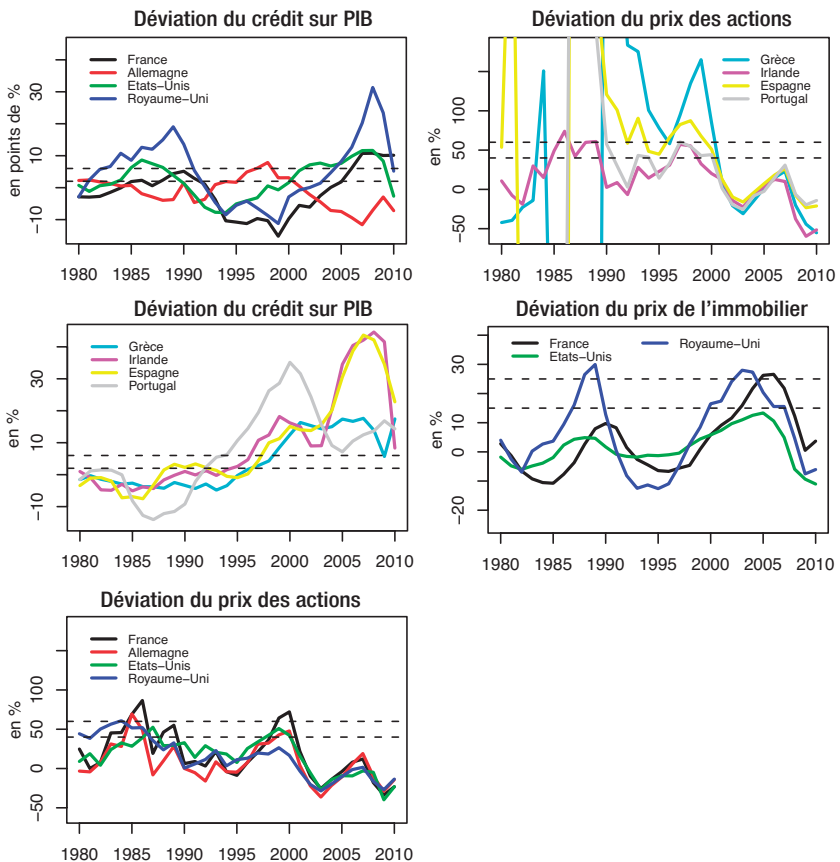 Déviation du crédit sur PIB
France
Allemagne
Etats–Unis
Royaume–Uni
en points de %
30
10
−10
1980 1985 1990 1995 2000 2005 2010
Déviation du prix des actions
Grèce
Irlande
Espagne
Portugal
en %
100
50
0
−50
1980 1985 1990 1995 2000 2005 2010
Déviation du crédit sur PIB
Grèce
Irlande
Espagne
Portugal
en %
30
10
−10
1980 1985 1990 1995 2000 2005 2010
Déviation du prix de l'immobilier
France Royaume–Uni
Etats–Unis
en %
30
10
0
−20
1980 1985 1990 1995 2000 2005 2010
Déviation du prix des actions
France
Allemagne
Etats–Unis
Royaume–Uni
en %
100
50
0
−50
1980 1985 1990 1995 2000 2005 2010